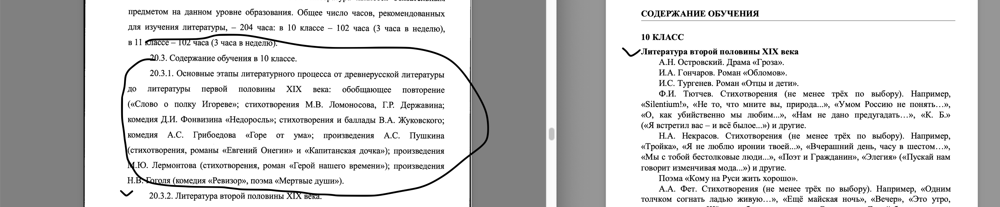 предметом на данном уровне образования. Общее число часов, рекомендованных
для изучения литературы, – 204 часа: в 10 классе – 102 часа (3 часа в неделю),
в 11 классе – 102 часа (3 часа в неделю).
20.3. Содержание обучения в 10 классе.
20.3.1. Основные этапы литературного процесса от древнерусской литературы
до литературы первой половины XIX века: обобщающее повторение
(«Слово о полку Игореве»; стихотворения М.В. Ломоносова, Г.Р. Державина;
комедия Д.И. Фонвизина «Недоросль»; стихотворения и баллады В.А. Жуковского;
комедия А.С. Грибоедова «Горе от ума»; произведения А.С. Пушкина
(стихотворения, романы «Евгений Онегин» и «Капитанская дочка»); произведения
М.Ю. Лермонтова (стихотворения, роман «Герой нашего времени»); произведения
Н.В. Гоголя (комедия «Ревизор», поэма «Мертвые души»).
20.3.2. Литература второй половины XIX века.
СОДЕРЖАНИЕ ОБУЧЕНИЯ
10 КЛАСС
Литература второй половины XIX века
А.Н. Островский. Драма «Гроза».
И.А. Гончаров. Роман «Обломов».
И.С. Тургенев. Роман «Отцы и дети».
Ф.И. Тютчев. Стихотворения (не менее трёх по выбору). Например,
«Silentium!», «Не то, что мните вы, природа...», «Умом Россию не понять…»,
«О, как убийственно мы любим...», «Нам не дано предугадать…», «К. Б.»
(«Я встретил вас – и всё былое...») и другие.
Н.А. Некрасов. Стихотворения (не менее трёх по выбору). Например,
«Тройка», «Я не люблю иронии твоей...», «Вчерашний день, часу в шестом…»,
«Мы с тобой бестолковые люди...», «Поэт и Гражданин», «Элегия» («Пускай нам
говорит изменчивая мода...») и другие.
Поэма «Кому на Руси жить хорошо».
А.А. Фет. Стихотворения (не менее трёх по выбору). Например, «Одним
толчком согнать ладью живую…», «Ещё майская ночь», «Вечер», «Это утро,